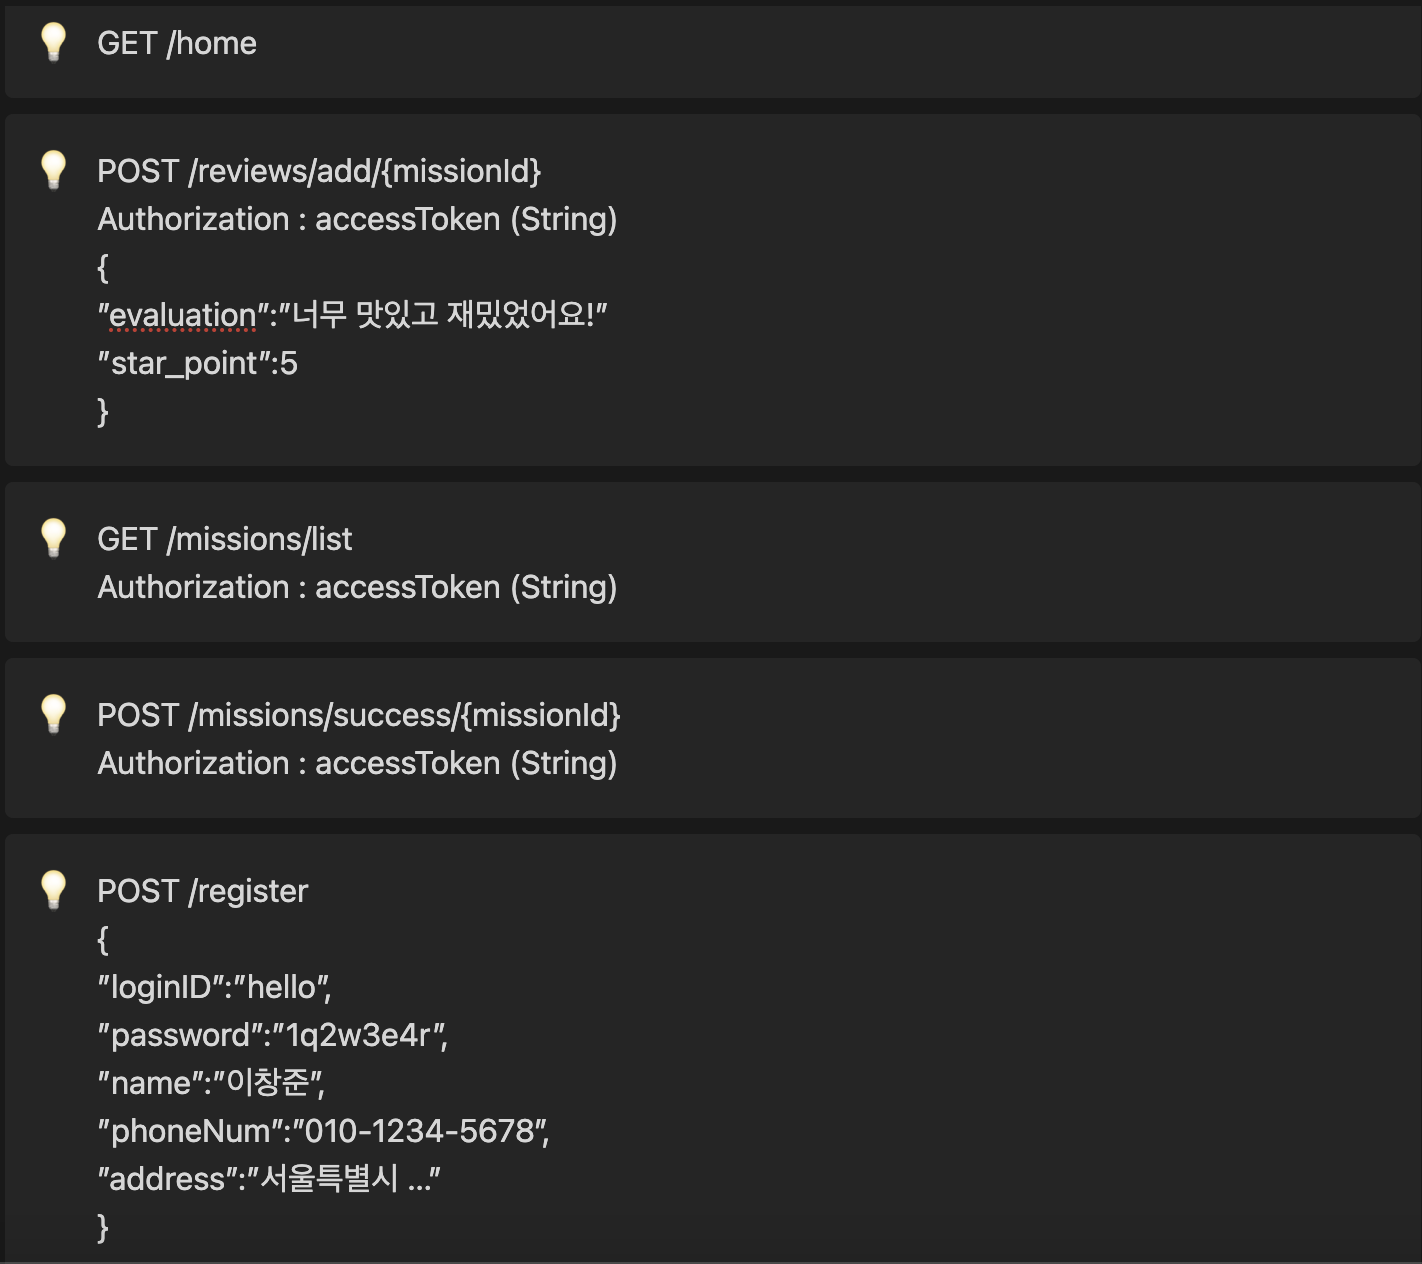 GET /home
POST /reviews/add/{missionId}
Authorization : accessToken (String)
{
”evaluation”:”너무 맛있고 재밌었어요!”
”star_point”:5
}
GET /missions/list
Authorization : accessToken (String)
POST /missions/success/{missionId}
Authorization : accessToken (String)
POST /register
{
”loginID”:”hello”,
”password”:”1q2w3e4r”,
”name”:”이창준”,
”phoneNum”:”010-1234-5678”,
”address”:”서울특별시 ...”
}